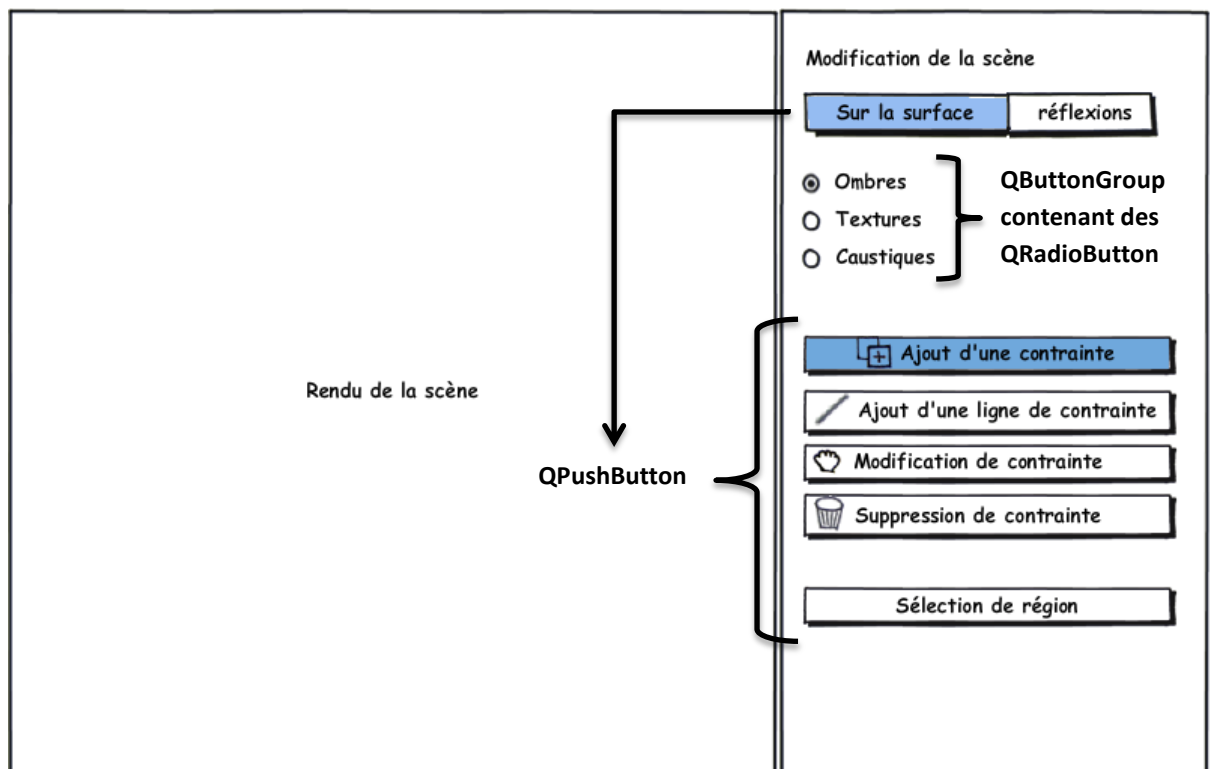 Modification de la scène
Sur la surface
réflexions
Ombres
Textures
Caustiques
QButtonGroup
contenant des
QRadioButton
Ajout d'une contrainte
Ajout d'une ligne de contrainte
Modification de contrainte
Suppression de contrainte
Sélection de région
Rendu de la scène
QPushButton